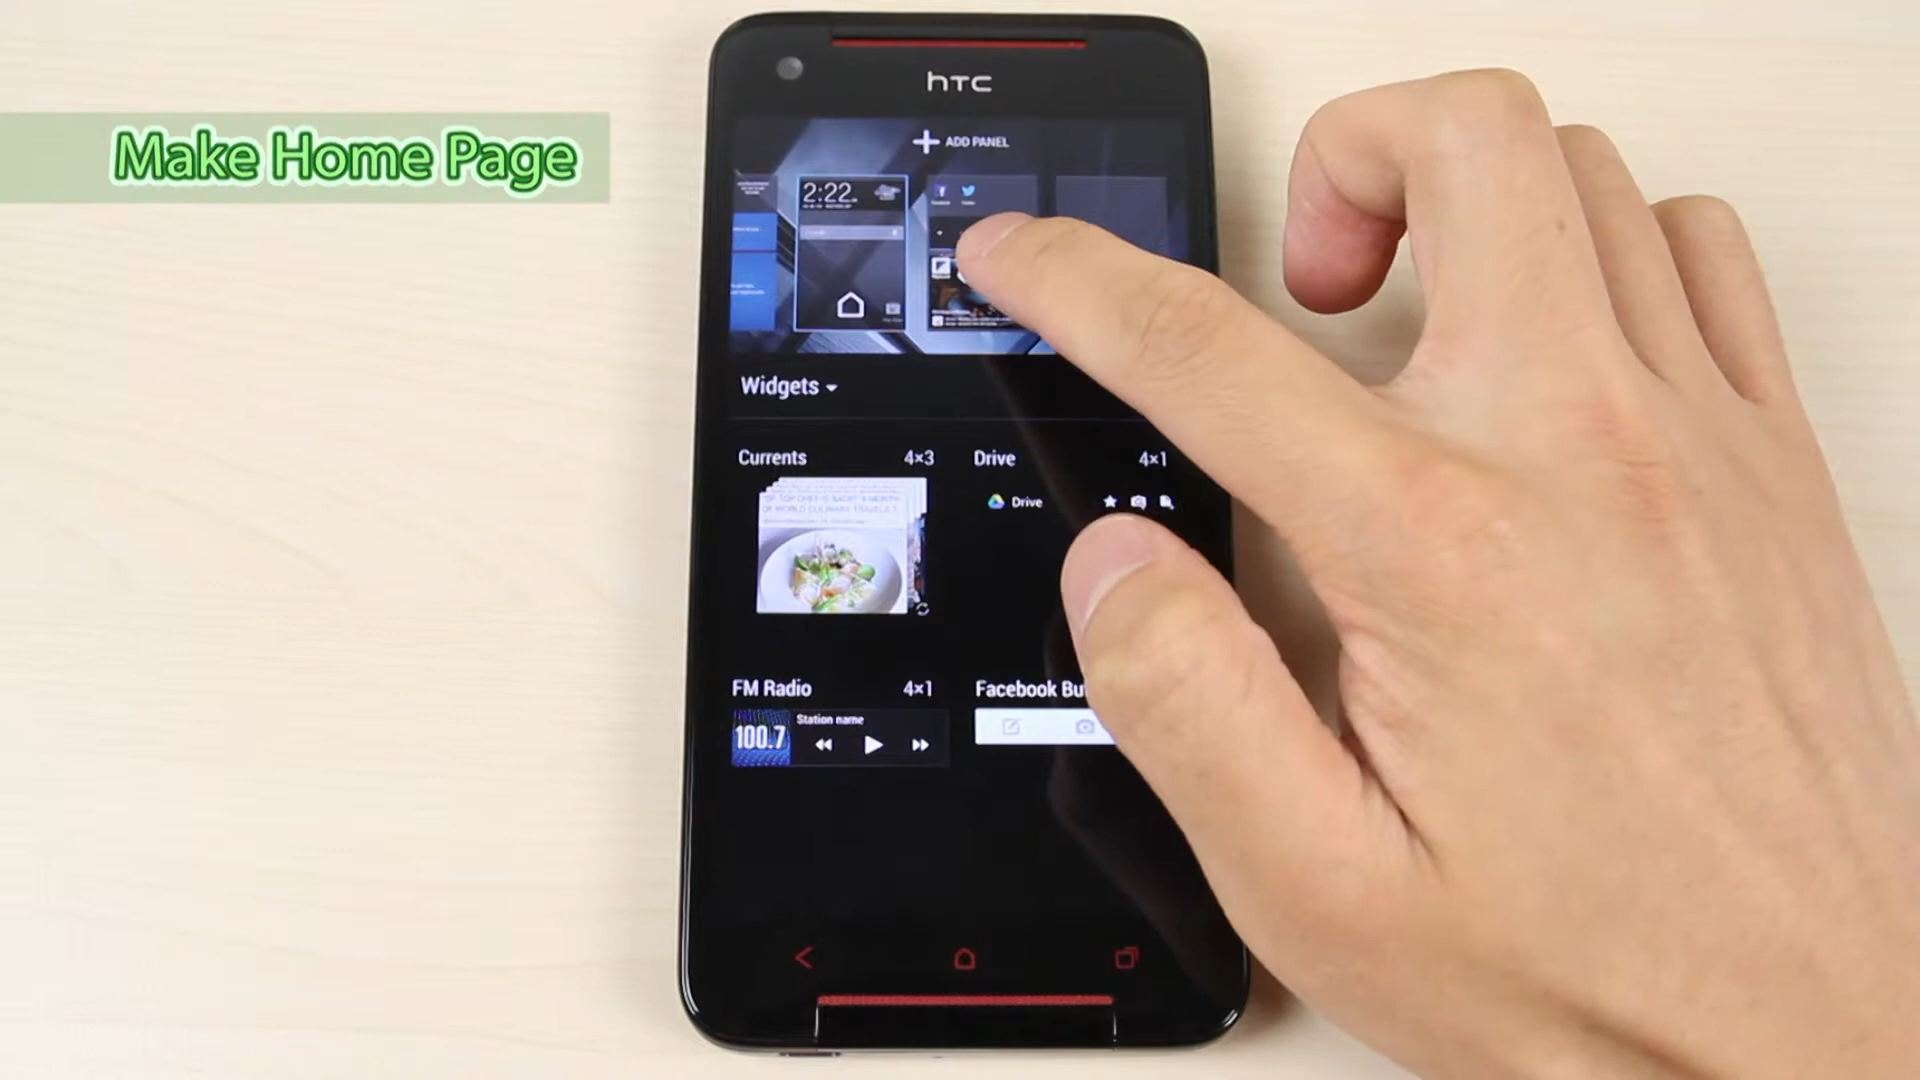 Make Home Page
hTC
ADD PANEL
2:22
Facebook
Widgets
Currents 4×3
Drive 4×1
Drive
FM Radio 4×1
Facebook Bu
Station name
100.7